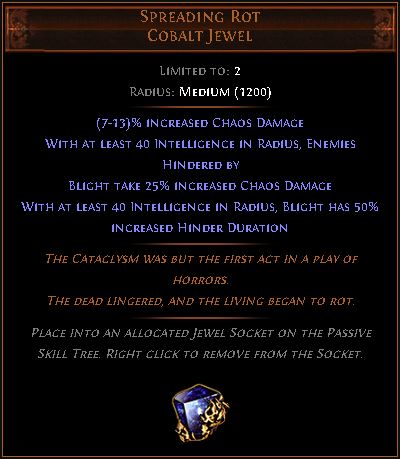 Spreading Rot
Cobalt Jewel
Limited to: 2
Radius: Medium (1200)
(7-13)% increased Chaos Damage
With at least 40 Intelligence in Radius, Enemies
Hindered by
Blight take 25% increased Chaos Damage
With at least 40 Intelligence in Radius, Blight has 50%
increased Hinder Duration
The Cataclysm was but the first act in a play of
horrors.
The dead lingered, and the living began to rot.
Place into an allocated Jewel Socket on the Passive
Skill Tree. Right click to remove from the Socket.